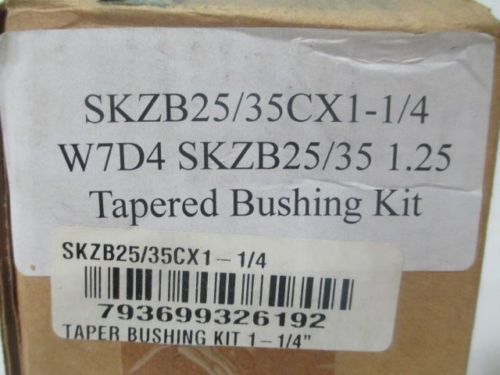 SKZB25/35CX1-1/4
W7D4 SKZB25/35 1.25
Tapered Bushing Kit
SKZB25/35CX1-1/4
793699326192
TAPER BUSHING KIT 1-1/4"